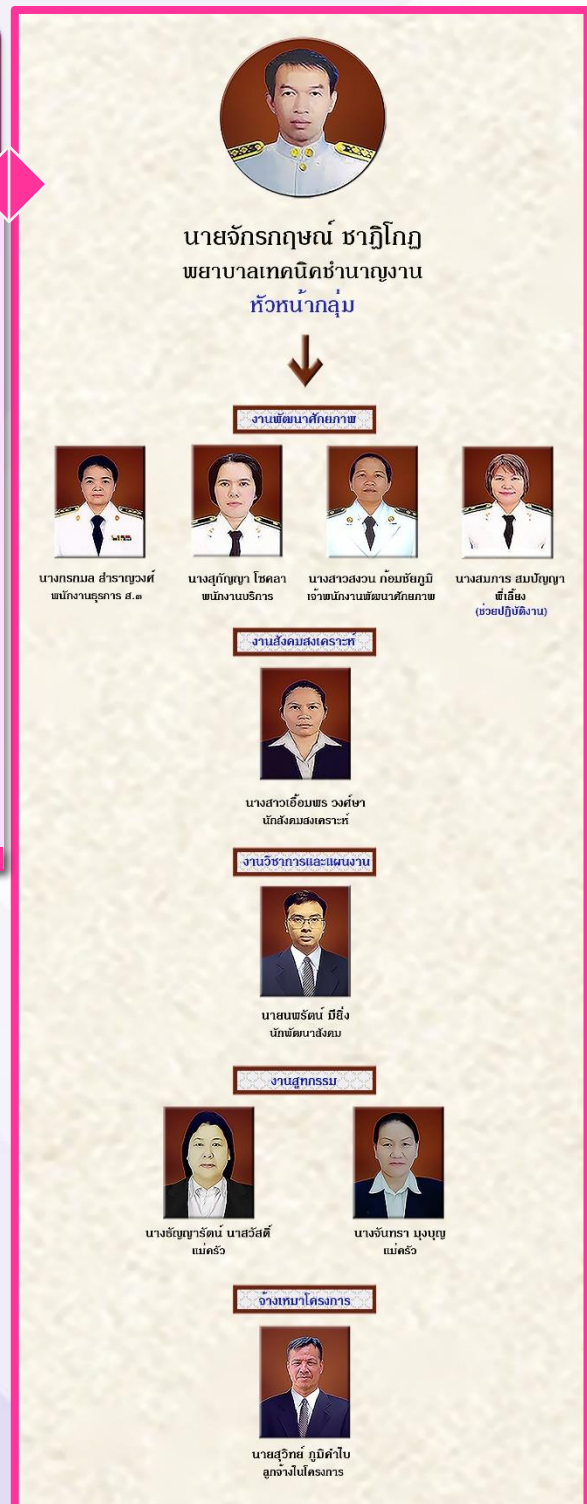 นายจักรกฤษณ์ ชาฎิโกฏ
พยาบาลเทคนิคชำนาญงาน
หัวหน้ากลุ่ม
งานพัฒนาศักยภาพ
นางกรกมล สำราญวงศ์
พนักงานธุรการ ส.๓
นางสุกัญญา โชคลา
พนักงานบริการ
นางสาวสงวน ก้อมชัยภูมิ
เจ้าพนักงานพัฒนาศักยภาพ
นางสมภาร สมปัญญา
พี่เลี้ยง
(ช่วยปฏิบัติงาน)
งานสังคมสงเคราะห์
นางสาวเอื้อมพร วงศ์ษา
นักสังคมสงเคราะห์
งานวิชาการและแผนงาน
นายนพรัตน์ มียิ่ง
นักพัฒนาสังคม
งานสูทกรรม
นางธัญญารัตน์ นาสวัสดิ์
แม่ครัว
นางจันทรา มุงบุญ
แม่ครัว
จ้างเหมาโครงการ
นายสุวิทย์ ภูมิคำใบ
ลูกจ้างในโครงการ